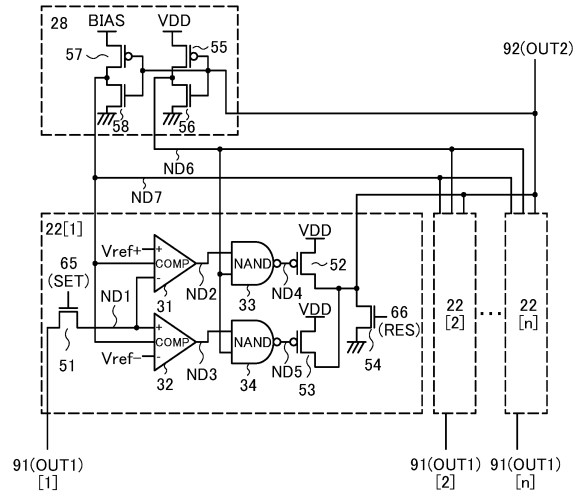 28
BIAS
VDD
57
55
58
56
92(OUT2)
ND6
ND7
22[1]
65
(SET)
ND1
51
Vref+
+
COMP
-
31
ND2
NAND
33
ND4
VDD
52
+
COMP
-
Vref-
32
ND3
NAND
34
ND5
VDD
53
66
(RES)
54
22
[2]
...
22
[n]
91(OUT1)
[1]
91(OUT1)
[2]
91(OUT1)
[n]